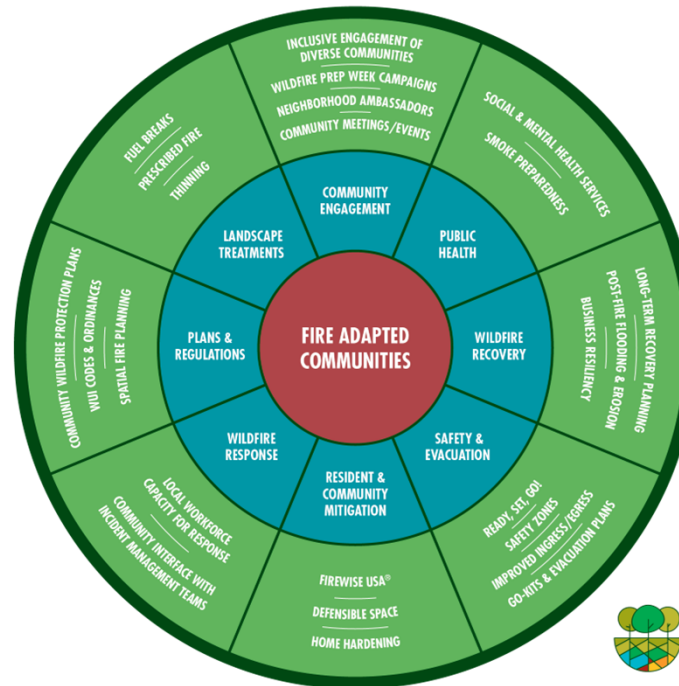 FIRE ADAPTED
COMMUNITIES
COMMUNITY
ENGAGEMENT
INCLUSIVE ENGAGEMENT OF
DIVERSE COMMUNITIES
WILDFIRE PREP WEEK CAMPAIGNS
NEIGHBORHOOD AMBASSADORS
COMMUNITY MEETINGS/EVENTS
PUBLIC
HEALTH
SOCIAL & MENTAL HEALTH SERVICES
SMOKE PREPAREDNESS
WILDFIRE
RECOVERY
LONG-TERM RECOVERY PLANNING
POST-FIRE FLOODING & EROSION
BUSINESS RESILIENCY
SAFETY &
EVACUATION
READY, SET, GO!
SAFETY ZONES
IMPROVED INGRESS/EGRESS
GO-KITS & EVACUATION PLANS
RESIDENT &
COMMUNITY
MITIGATION
FIREWISE USA®
DEFENSIBLE SPACE
HOME HARDENING
WILDFIRE
RESPONSE
LOCAL WORKFORCE
CAPACITY FOR RESPONSE
COMMUNITY INTERFACE WITH
INCIDENT MANAGEMENT TEAMS
PLANS &
REGULATIONS
COMMUNITY WILDFIRE PROTECTION PLANS
WUI CODES & ORDINANCES
SPATIAL FIRE PLANNING
LANDSCAPE
TREATMENTS
FUEL BREAKS
PRESCRIBED FIRE
THINNING